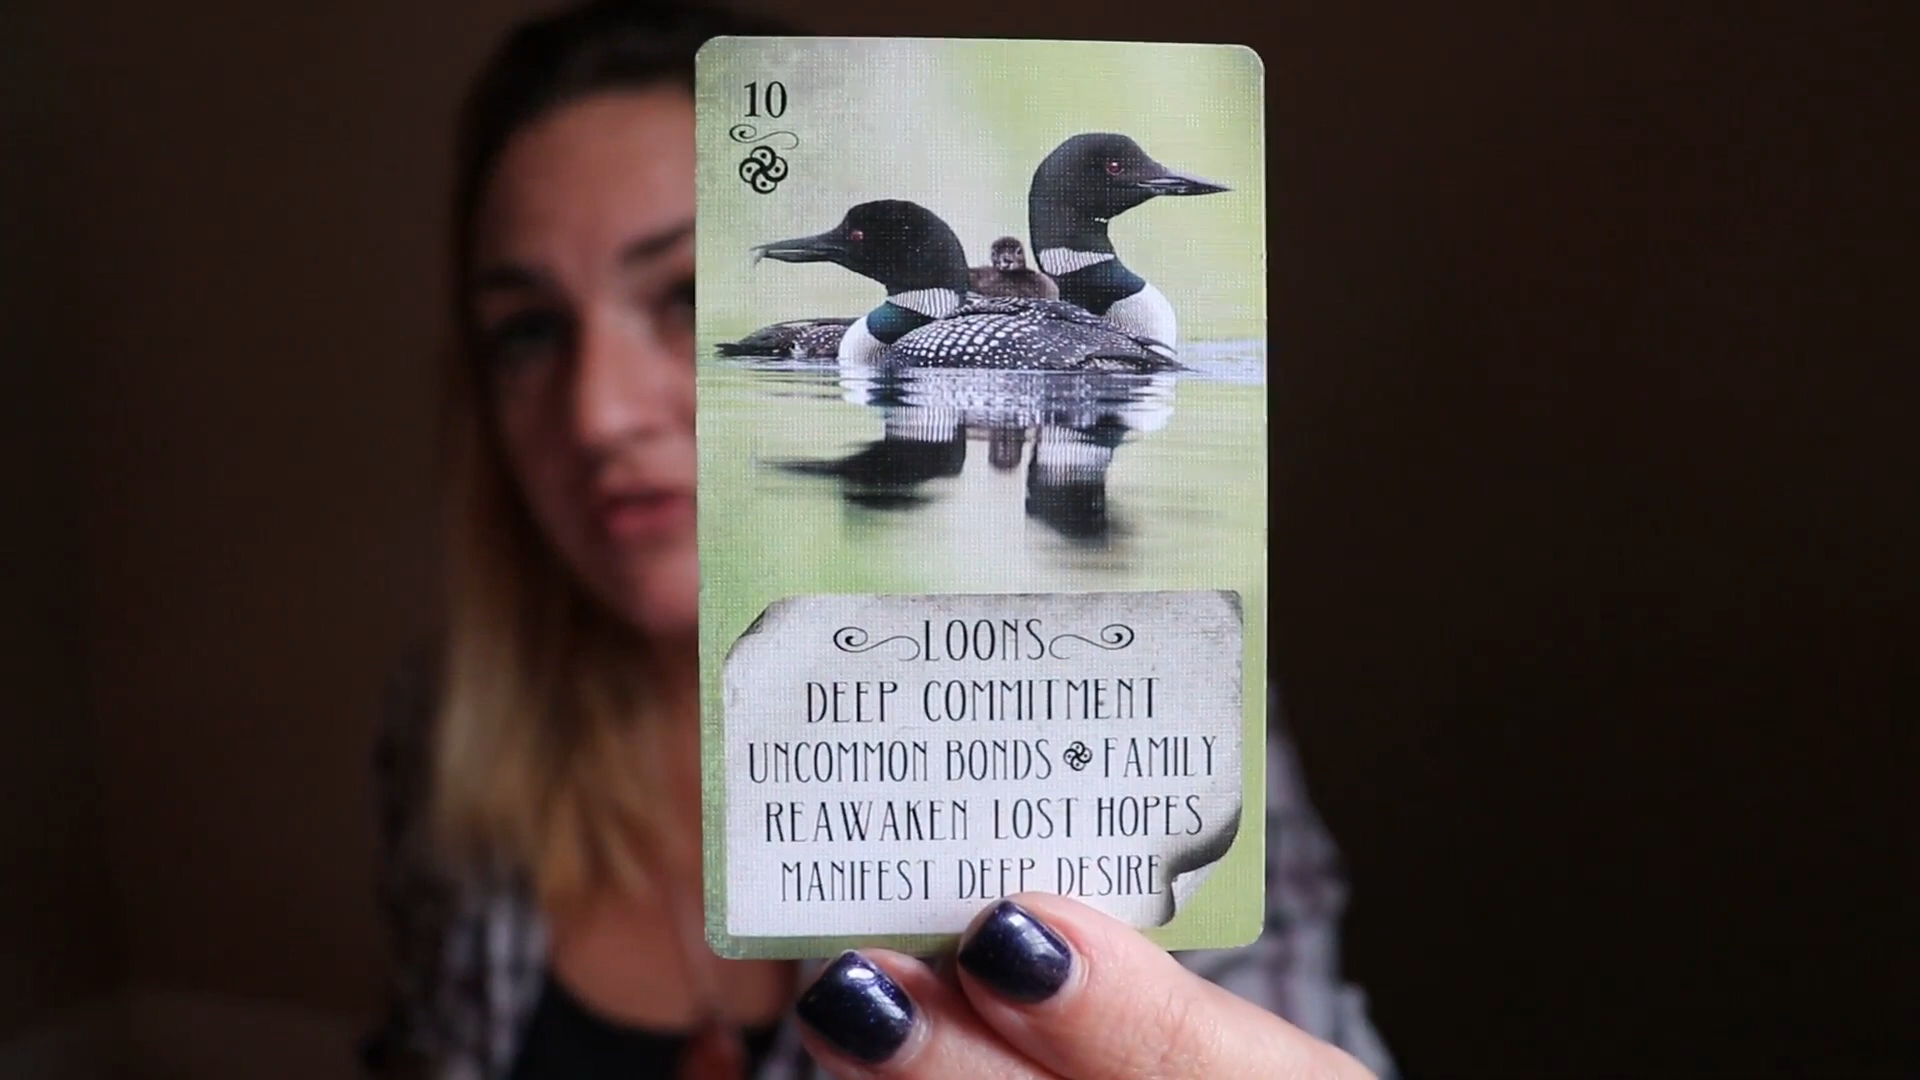 10
LOONS
DEEP COMMITMENT
UNCOMMON BONDS FAMILY
REAWAKEN LOST HOPES
MANIFEST DEEP DESIRE